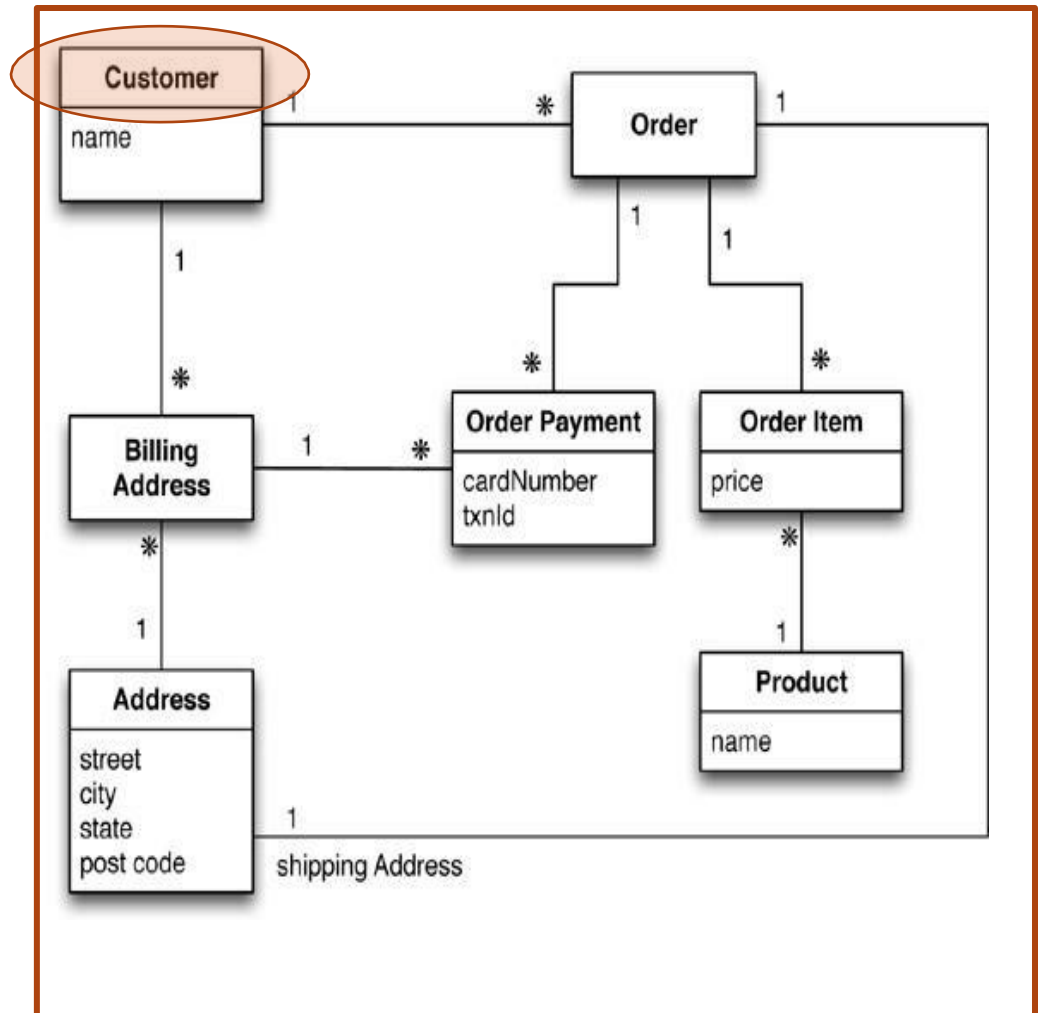 Customer
name
1
*
Order
1
1
1
1
*
*
*
Billing
Address
1
*
Order Payment
cardNumber
txnId
Order Item
price
*
1
*
1
Product
name
Address
street
city
state
post code
1
shipping Address